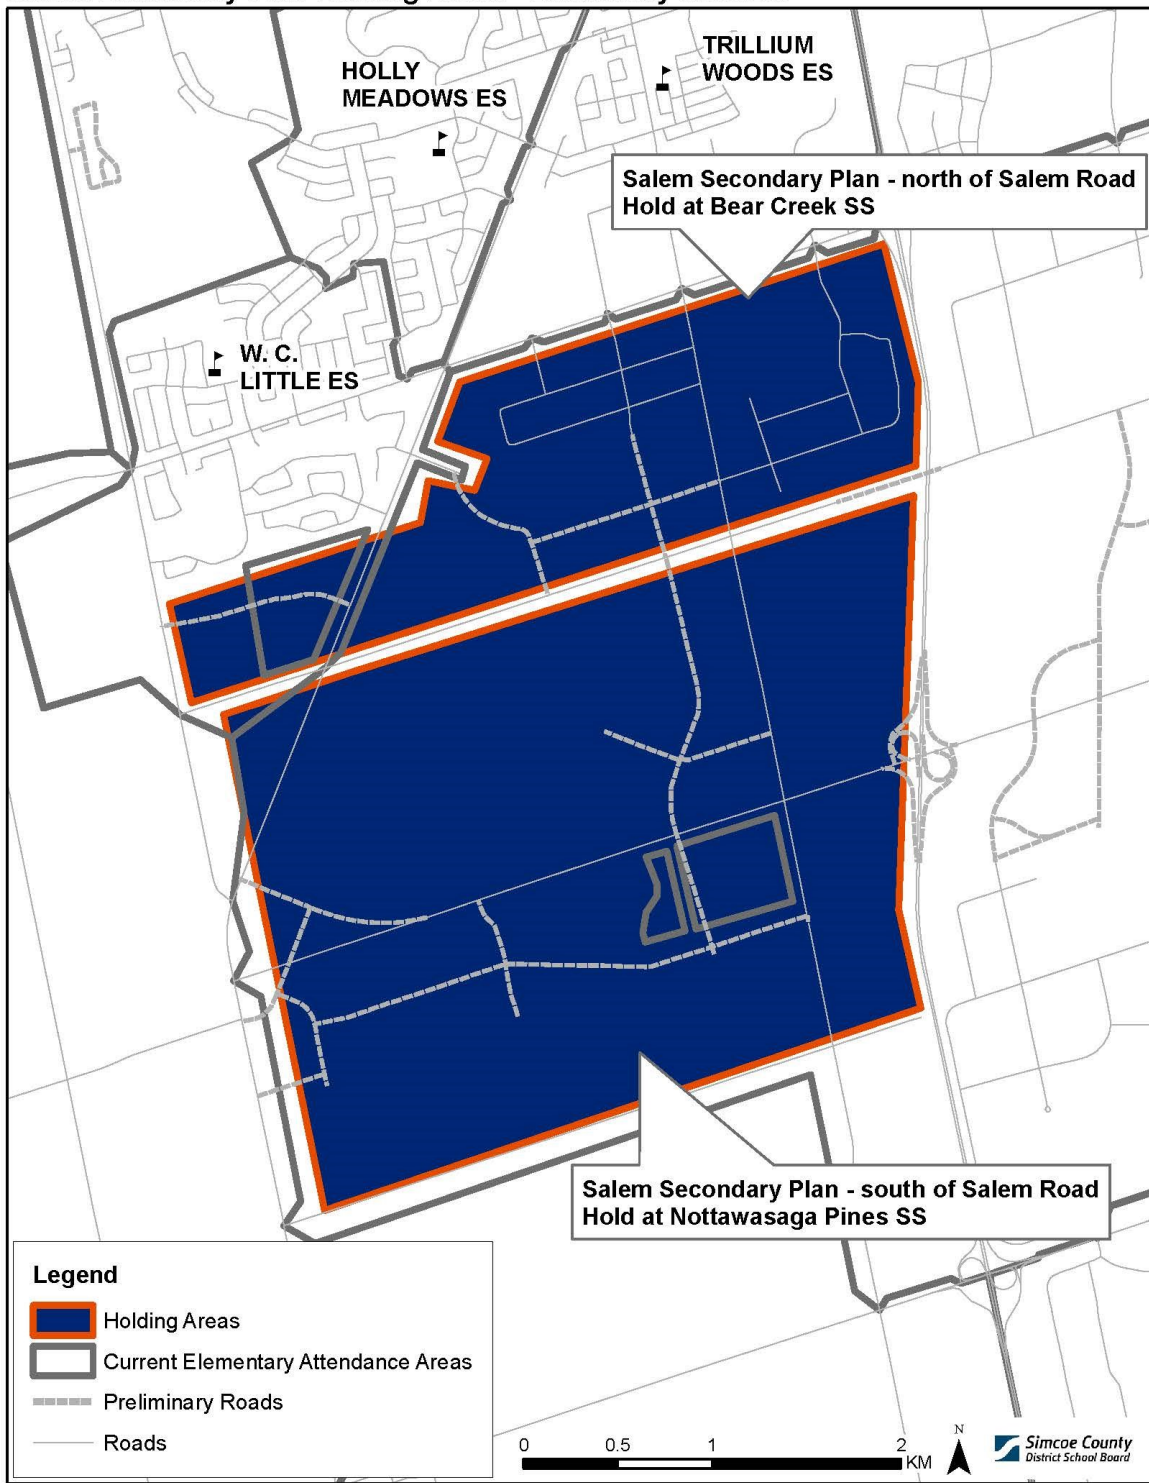 HOLLY
MEADOWS ES
TRILLIUM
WOODS ES
Salem Secondary Plan - north of Salem Road
Hold at Bear Creek SS
W. C.
LITTLE ES
Salem Secondary Plan - south of Salem Road
Hold at Nottawasaga Pines SS
Legend
Holding Areas
Current Elementary Attendance Areas
Preliminary Roads
Roads
0 0.5 1 2
KM
N
Simcoe County
District School Board